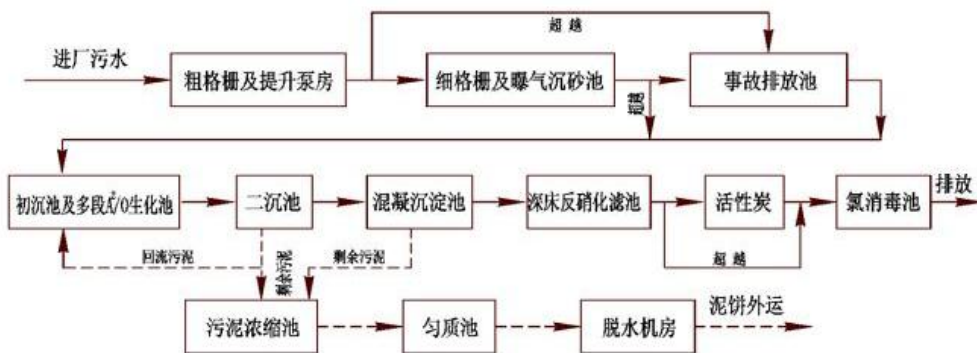 超 越
进厂污水
粗格栅及提升泵房
细格栅及曝气沉砂池
事故排放池
超越
初沉池及多段A²/O生化池
二沉池
混凝沉淀池
深床反硝化滤池
活性炭
氯消毒池
排放
回流污泥
剩余污泥
剩余污泥
超 越
污泥浓缩池
匀质池
脱水机房
泥饼外运